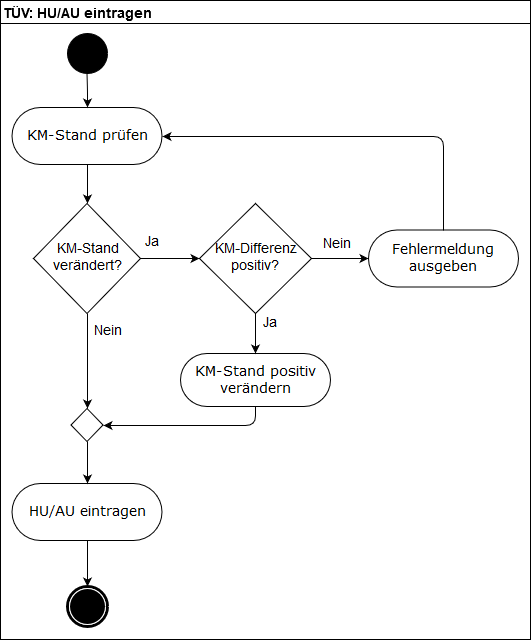 TÜV: HU/AU eintragen
KM-Stand prüfen
KM-Stand
verändert?
Ja
KM-Differenz
positiv?
Nein
Fehlermeldung
ausgeben
Nein
Ja
KM-Stand positiv
verändern
HU/AU eintragen